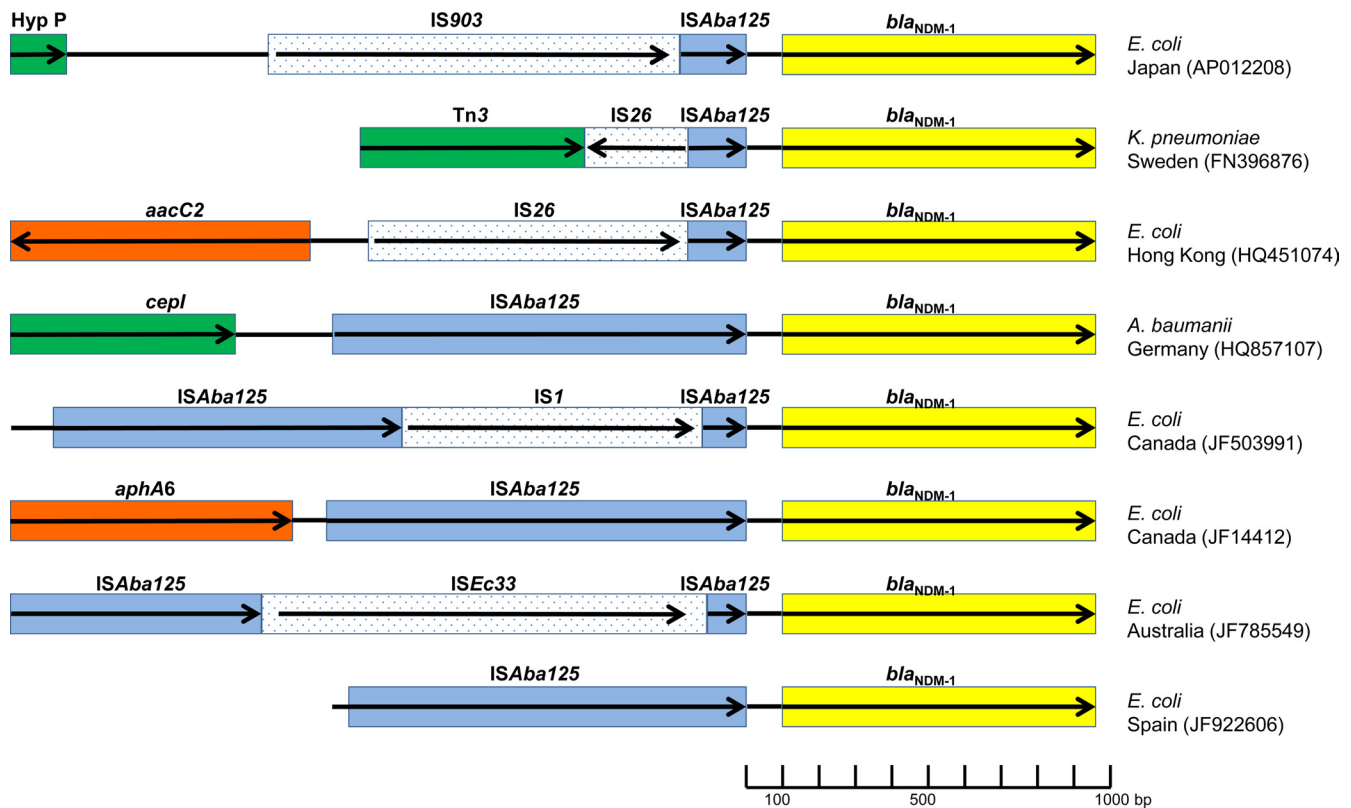 Hyp P IS903 ISAba125 blaNDM-1
E. coli
Japan (AP012208)
Tn3 IS26 ISAba125 blaNDM-1
K. pneumoniae
Sweden (FN396876)
aacC2 IS26 ISAba125 blaNDM-1
E. coli
Hong Kong (HQ451074)
cepI ISAba125 blaNDM-1
A. baumanii
Germany (HQ857107)
ISAba125 IS1 ISAba125 blaNDM-1
E. coli
Canada (JF503991)
aphA6 ISAba125 blaNDM-1
E. coli
Canada (JF14412)
ISAba125 ISEc33 ISAba125 blaNDM-1
E. coli
Australia (JF785549)
ISAba125 blaNDM-1
E. coli
Spain (JF922606)
100 500 1000 bp